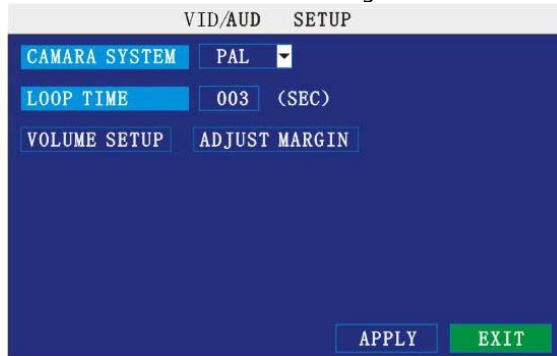 VID/AUD SETUP
CAMARA SYSTEM PAL
LOOP TIME 003 (SEC)
VOLUME SETUP ADJUST MARGIN
APPLY EXIT